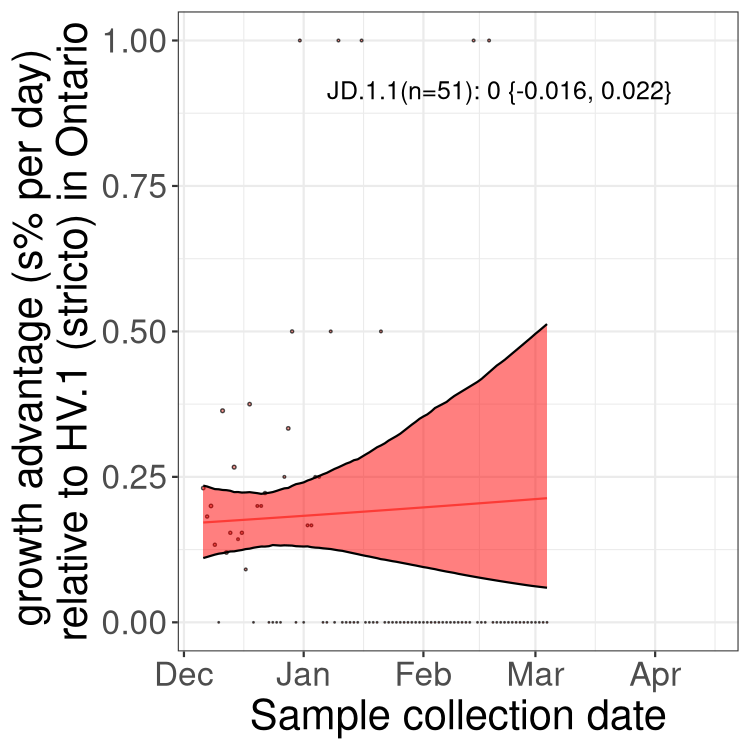 growth advantage (s% per day)
relative to HV.1 (stricto) in Ontario
1.00
0.75
0.50
0.25
0.00
JD.1.1(n=51): 0 {-0.016, 0.022}
Dec Jan Feb Mar Apr
Sample collection date